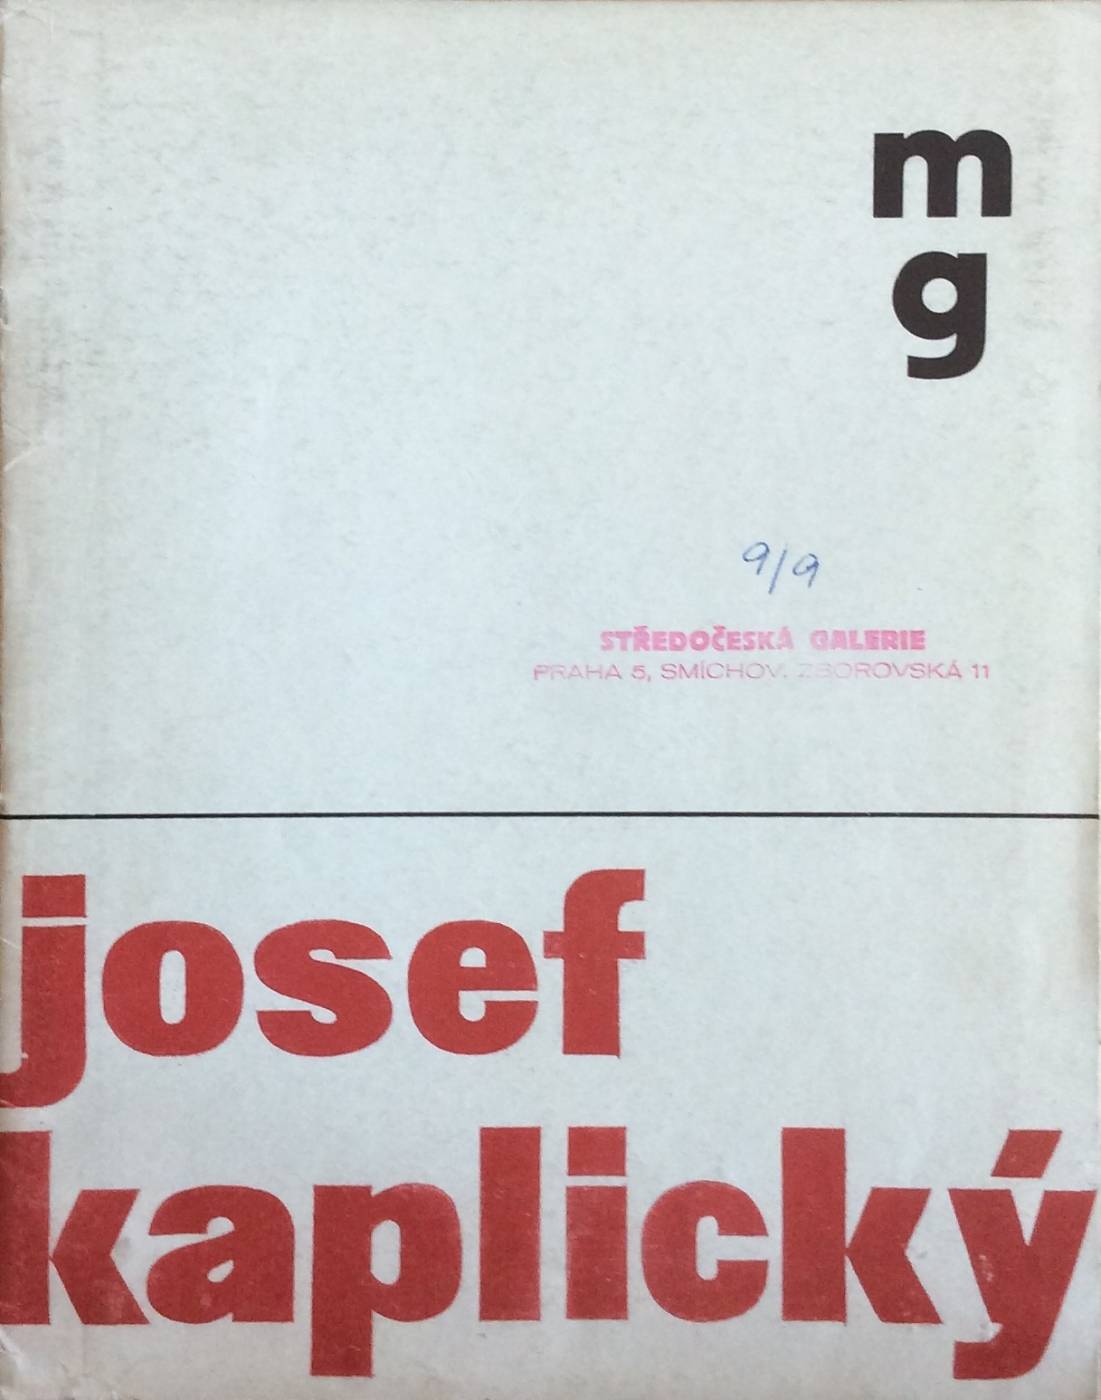 m
g
9/9
STŘEDOČESKÁ GALERIE
PRAHA 5, SMÍCHOV, ZBOROVSKÁ 11
josef
kaplický